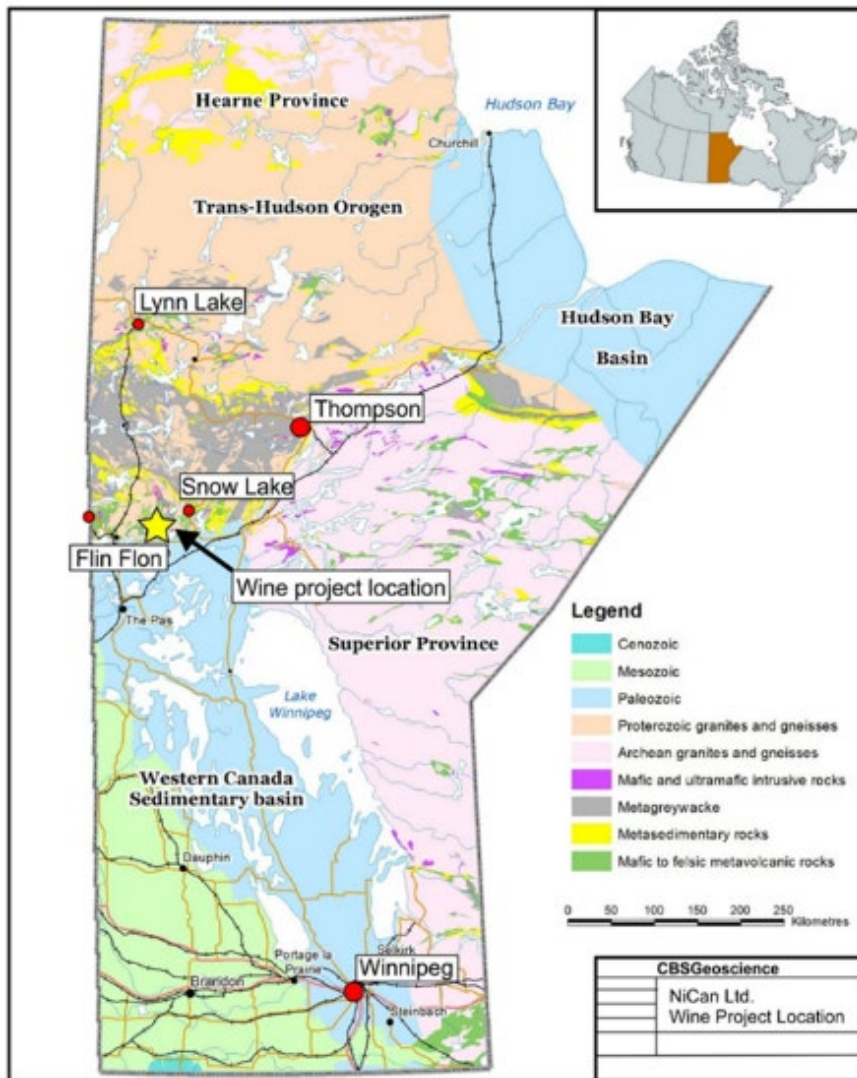 Hearne Province
Hudson Bay
Churchill
Trans-Hudson Orogen
Lynn Lake
Hudson Bay
Basin
Thompson
Snow Lake
Flin Flon
Wine project location
The Pas
Superior Province
Lake
Winnipeg
Western Canada
Sedimentary basin
Dauphin
Portage la
Prairie
Selkirk
Brandon
Winnipeg
Steinbach
Legend
Cenozoic
Mesozoic
Paleozoic
Proterozoic granites and gneisses
Archean granites and gneisses
Mafic and ultramafic intrusive rocks
Metagreywacke
Metasedimentary rocks
Mafic to felsic metavolcanic rocks
0 50 100 150 200 250
Kilometres
CBSGeoscience
NiCan Ltd.
Wine Project Location